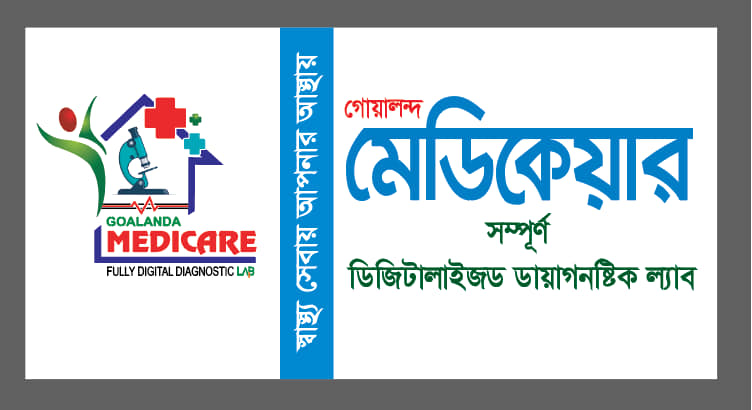 GOALANDA
MEDICARE
FULLY DIGITAL DIAGNOSTIC LAB
স্বাস্থ্য সেবায় আপনার আস্থায়
গোয়ালন্দ
মেডিকেয়ার
সম্পূর্ণ
ডিজিটালাইজড ডায়াগনষ্টিক ল্যাব